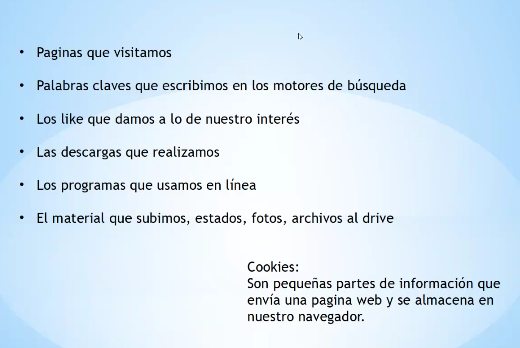 • Paginas que visitamos
• Palabras claves que escribimos en los motores de búsqueda
• Los like que damos a lo de nuestro interés
• Las descargas que realizamos
• Los programas que usamos en línea
• El material que subimos, estados, fotos, archivos al drive
Cookies:
Son pequeñas partes de información que
envía una pagina web y se almacena en
nuestro navegador.